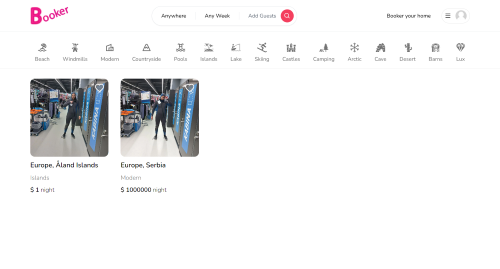 Booker
Anywhere Any Week Add Guests
Booker your home
Beach Windmills Modern Countryside Pools Islands Lake Skiing Castles Camping Arctic Cave Desert Barns Lux
Europe, Åland Islands
Islands
$ 1 night
Europe, Serbia
Modern
$ 1000000 night